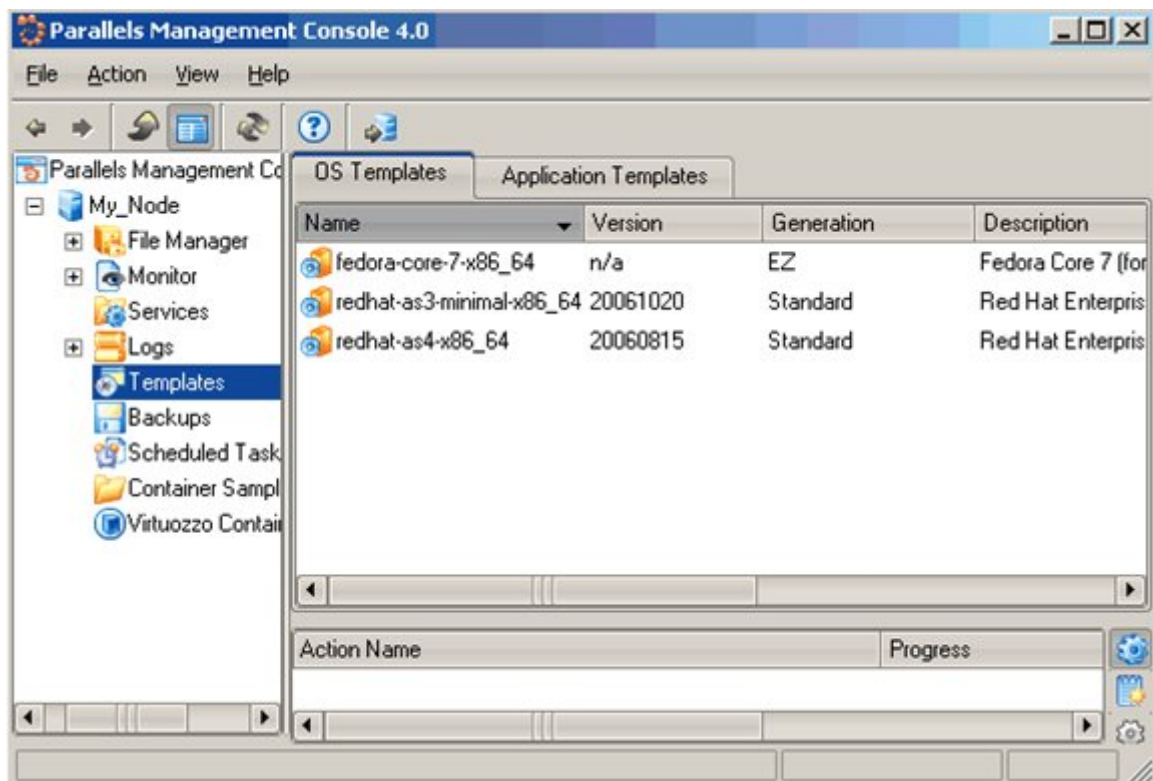 Parallels Management Console 4.0
File Action View Help
Parallels Management Co
My_Node
File Manager
Monitor
Services
Logs
Templates
Backups
Scheduled Task
Container Sampl
Virtuozzo Contai
OS Templates Application Templates
Name Version Generation Description
fedora-core-7-x86_64 n/a EZ Fedora Core 7 (for
redhat-as3-minimal-x86_64 20061020 Standard Red Hat Enterpris
redhat-as4-x86_64 20060815 Standard Red Hat Enterpris
Action Name Progress